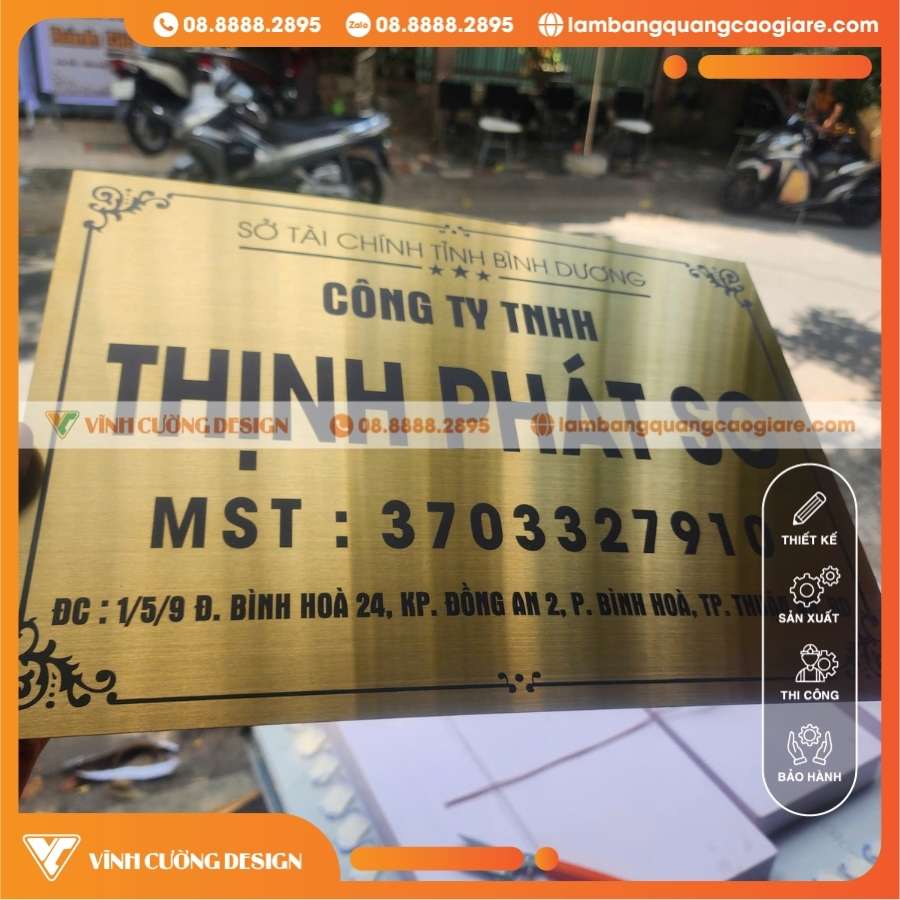 08.8888.2895 Zalo 08.8888.2895 lambangquangcaogiare.com
SỞ TÀI CHÍNH TỈNH BÌNH DƯƠNG
CÔNG TY TNHH
THỊNH PHÁT SG
VĨNH CƯỜNG DESIGN 08.8888.2895 lambangquangcaogiare.com
MST : 3703327910
ĐC : 1/5/9 Đ. BÌNH HOÀ 24, KP. ĐỒNG AN 2, P. BÌNH HOÀ, TP.
THIẾT KẾ
SẢN XUẤT
THI CÔNG
BẢO HÀNH
VĨNH CƯỜNG DESIGN